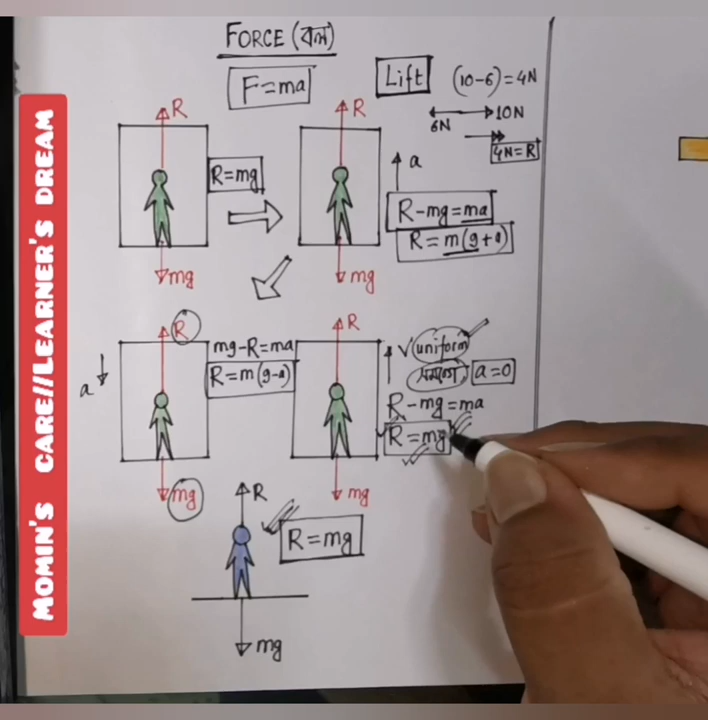 MOMIN'S CARE//LEARNER'S DREAM
FORCE (বল)
F=ma
Lift
(10-6)=4N
6N
10N
4N=R
R
R=mg
mg
R
a
R-mg=ma
R=m(g+a)
mg
R
a
mg-R=ma
R=m(g-a)
mg
R
v uniform
সমবেগ, a=0
R-mg=ma
R=mg
mg
R
R=mg
mg